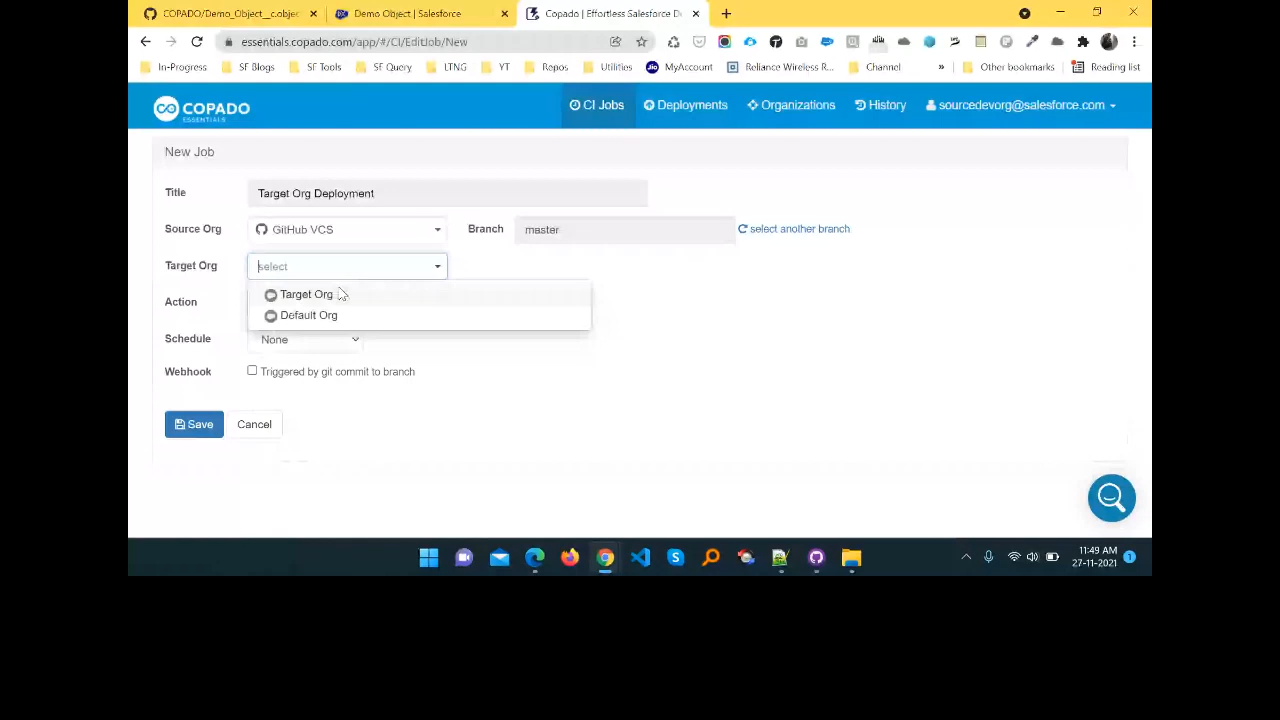 COPADO/Demo_Object__c.objec
Demo Object | Salesforce
Copado | Effortless Salesforce De
essentials.copado.com/app/#/CI/EditJob/New
In-Progress
SF Blogs
SF Tools
SF Query
LTNG
YT
Repos
Utilities
Jio
MyAccount
Reliance Wireless R...
Channel
»
Other bookmarks
Reading list
COPADO
ESSENTIALS
CI Jobs
Deployments
Organizations
History
sourcedevorg@salesforce.com
New Job
Title
Target Org Deployment
Source Org
GitHub VCS
Branch
master
select another branch
Target Org
select
Target Org
Default Org
Action
Schedule
None
Webhook
Triggered by git commit to branch
Save
Cancel
11:49 AM
27-11-2021
1